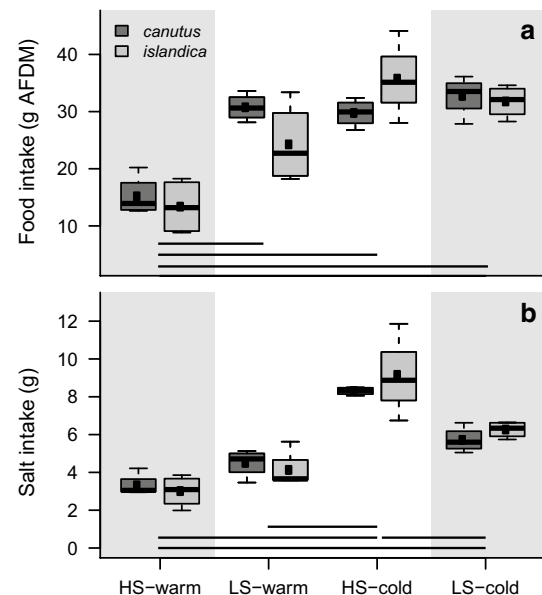 a
canutus
islandica
Food intake (g AFDM)
40
30
20
10
b
Salt intake (g)
12
10
8
6
4
2
0
HS−warm LS−warm HS−cold LS−cold